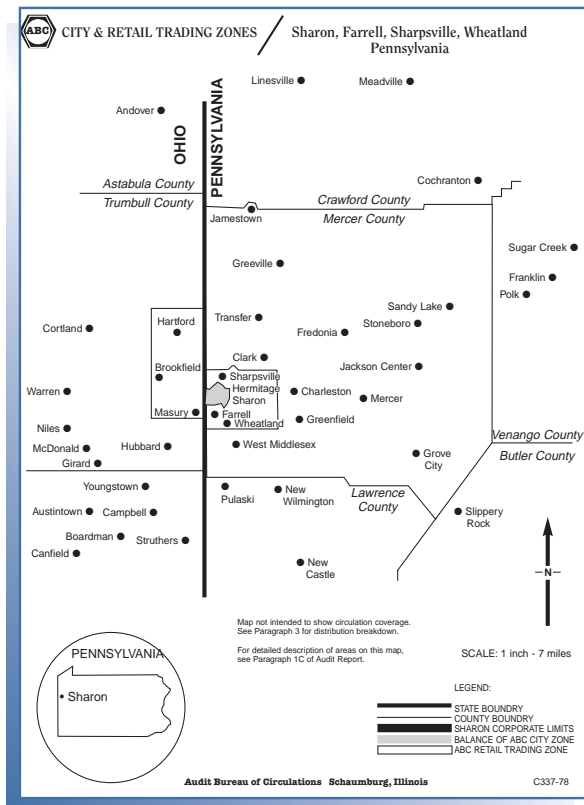 ABC CITY & RETAIL TRADING ZONES
Sharon, Farrell, Sharpsville, Wheatland
Pennsylvania
Linesville
Meadville
Andover
OHIO
PENNSYLVANIA
Cochranton
Astabula County
Trumbull County
Crawford County
Mercer County
Jamestown
Sugar Creek
Greeville
Franklin
Polk
Sandy Lake
Stoneboro
Hartford
Transfer
Fredonia
Cortland
Clark
Jackson Center
Brookfield
Sharpsville
Hermitage
Sharon
Charleston
Mercer
Warren
Masury
Farrell
Wheatland
Greenfield
Niles
McDonald
Hubbard
West Middlesex
Girard
Grove
City
Venango County
Butler County
Youngstown
Pulaski
New
Wilmington
Lawrence
County
Austintown
Campbell
Slippery
Rock
Boardman
Struthers
Canfield
New
Castle
N
Map not intended to show circulation coverage.
See Paragraph 3 for distribution breakdown.
For detailed description of areas on this map,
see Paragraph 1C of Audit Report.
SCALE: 1 inch - 7 miles
PENNSYLVANIA
Sharon
LEGEND:
STATE BOUNDRY
COUNTY BOUNDRY
SHARON CORPORATE LIMITS
BALANCE OF ABC CITY ZONE
ABC RETAIL TRADING ZONE
Audit Bureau of Circulations Schaumburg, Illinois
C337-78